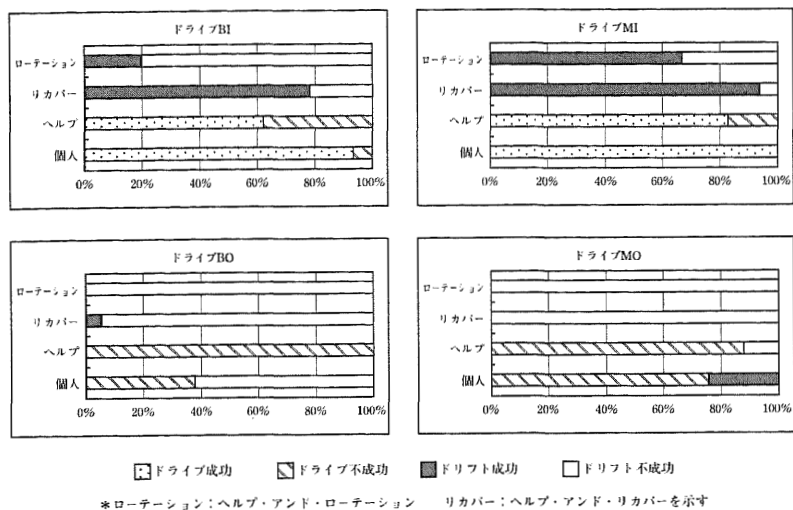 ドライブBI
ローテーション
リカバー
ヘルプ
個人
0% 20% 40% 60% 80% 100%
ドライブMI
ローテーション
リカバー
ヘルプ
個人
0% 20% 40% 60% 80% 100%
ドライブBO
ローテーション
リカバー
ヘルプ
個人
0% 20% 40% 60% 80% 100%
ドライブMO
ローテーション
リカバー
ヘルプ
個人
0% 20% 40% 60% 80% 100%
ドライブ成功 ドライブ不成功 ドリフト成功 ドリフト不成功
*ローテーション:ヘルプ・アンド・ローテーション リカバー:ヘルプ・アンド・リカバーを示す